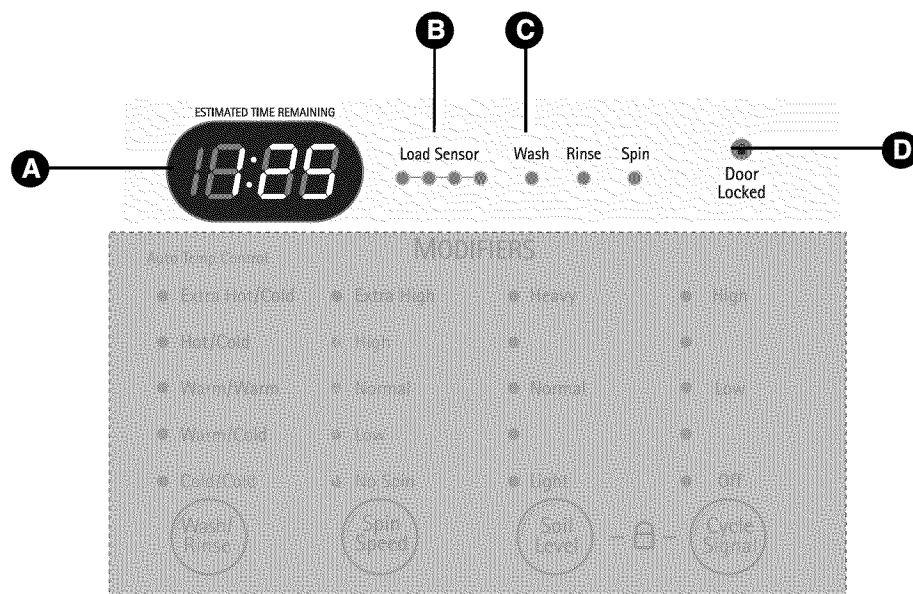 B C
ESTIMATED TIME REMAINING
A 1:25 Load Sensor Wash Rinse Spin D
Door
Locked
MODIFIERS
Auto Temp Control
Extra Hot/Cold Extra High Heavy High
Hot/Cold High
Warm/Warm Normal Normal Low
Warm/Cold Low
Cold/Cold No Spin Light Off
Wash/ Spin Soil Cycle
Rinse Speed Level Signal